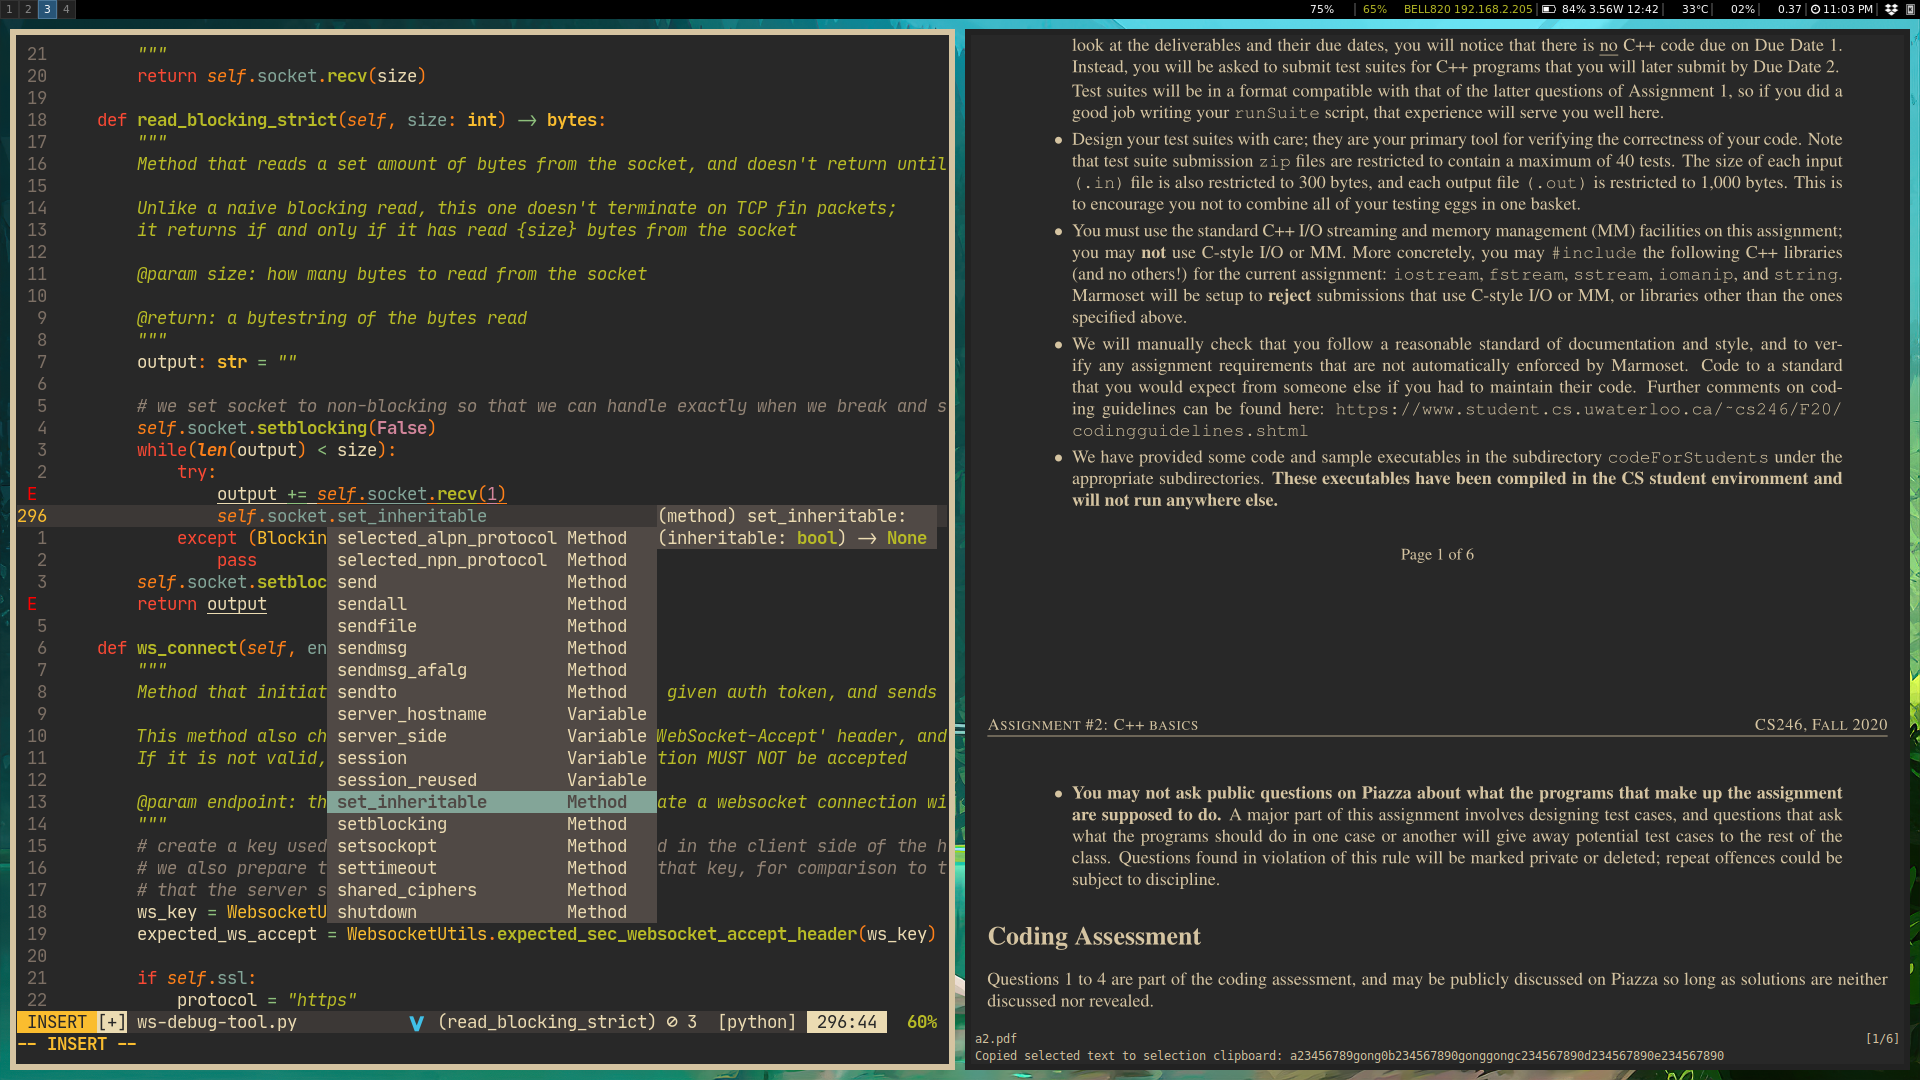 1 2 3 4
75% 65% BELL820 192.168.2.205 84% 3.56W 12:42 33°C 02% 0.37 11:03 PM
21 """
20 return self.socket.recv(size)
19
18 def read_blocking_strict(self, size: int) -> bytes:
17 """
16 Method that reads a set amount of bytes from the socket, and doesn't return until
15
14 Unlike a naive blocking read, this one doesn't terminate on TCP fin packets;
13 it returns if and only if it has read {size} bytes from the socket
12
11 @param size: how many bytes to read from the socket
10
9 @return: a bytestring of the bytes read
8 """
7 output: str = ""
6
5 # we set socket to non-blocking so that we can handle exactly when we break and s
4 self.socket.setblocking(False)
3 while(len(output) < size):
2 try:
E output += self.socket.recv(1)
296 self.socket.set_inheritable (method) set_inheritable:
1 except (Blockin selected_alpn_protocol Method (inheritable: bool) -> None
2 pass selected_npn_protocol Method
3 self.socket.setbloc send Method
E return output sendall Method
5 sendfile Method
6 def ws_connect(self, en sendmsg Method
7 """ sendmsg_afalg Method
8 Method that initiat sendto Method given auth token, and sends
9 server_hostname Variable
10 This method also ch server_side Variable WebSocket-Accept' header, and
11 If it is not valid, session Variable tion MUST NOT be accepted
12 session_reused Variable
13 @param endpoint: th set_inheritable Method ate a websocket connection wi
14 """ setblocking Method
15 # create a key used setsockopt Method d in the client side of the h
16 # we also prepare t settimeout Method that key, for comparison to t
17 # that the server s shared_ciphers Method
18 ws_key = WebsocketU shutdown Method
19 expected_ws_accept = WebsocketUtils.expected_sec_websocket_accept_header(ws_key)
20
21 if self.ssl:
22 protocol = "https"
INSERT [+] ws-debug-tool.py (read_blocking_strict) ⊘ 3 [python] 296:44 60%
-- INSERT --
look at the deliverables and their due dates, you will notice that there is no C++ code due on Due Date 1.
Instead, you will be asked to submit test suites for C++ programs that you will later submit by Due Date 2.
Test suites will be in a format compatible with that of the latter questions of Assignment 1, so if you did a
good job writing your runSuite script, that experience will serve you well here.
• Design your test suites with care; they are your primary tool for verifying the correctness of your code. Note
that test suite submission zip files are restricted to contain a maximum of 40 tests. The size of each input
(.in) file is also restricted to 300 bytes, and each output file (.out) is restricted to 1,000 bytes. This is
to encourage you not to combine all of your testing eggs in one basket.
• You must use the standard C++ I/O streaming and memory management (MM) facilities on this assignment;
you may not use C-style I/O or MM. More concretely, you may #include the following C++ libraries
(and no others!) for the current assignment: iostream, fstream, sstream, iomanip, and string.
Marmoset will be setup to reject submissions that use C-style I/O or MM, or libraries other than the ones
specified above.
• We will manually check that you follow a reasonable standard of documentation and style, and to ver-
ify any assignment requirements that are not automatically enforced by Marmoset. Code to a standard
that you would expect from someone else if you had to maintain their code. Further comments on cod-
ing guidelines can be found here: https://www.student.cs.uwaterloo.ca/~cs246/F20/
codingguidelines.shtml
• We have provided some code and sample executables in the subdirectory codeForStudents under the
appropriate subdirectories. These executables have been compiled in the CS student environment and
will not run anywhere else.
Page 1 of 6
Assignment #2: C++ basics CS246, Fall 2020
• You may not ask public questions on Piazza about what the programs that make up the assignment
are supposed to do. A major part of this assignment involves designing test cases, and questions that ask
what the programs should do in one case or another will give away potential test cases to the rest of the
class. Questions found in violation of this rule will be marked private or deleted; repeat offences could be
subject to discipline.
Coding Assessment
Questions 1 to 4 are part of the coding assessment, and may be publicly discussed on Piazza so long as solutions are neither
discussed nor revealed.
a2.pdf [1/6]
Copied selected text to selection clipboard: a23456789gong0b234567890gonggongc234567890d234567890e234567890